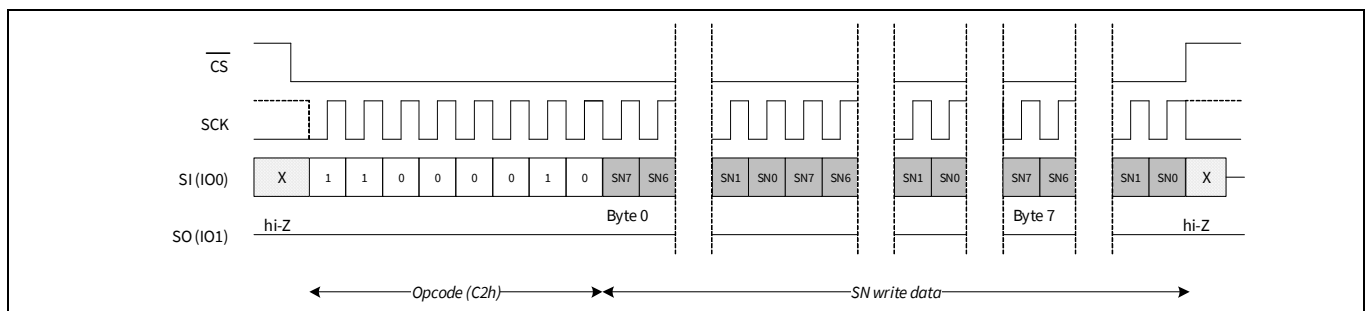 CS
SCK
SI (IO0) X 1 1 0 0 0 0 1 0 SN7 SN6 SN1 SN0 SN7 SN6 SN1 SN0 SN7 SN6 SN1 SN0 X
Byte 0 Byte 7
hi-Z hi-Z
SO (IO1)
Opcode (C2h) SN write data